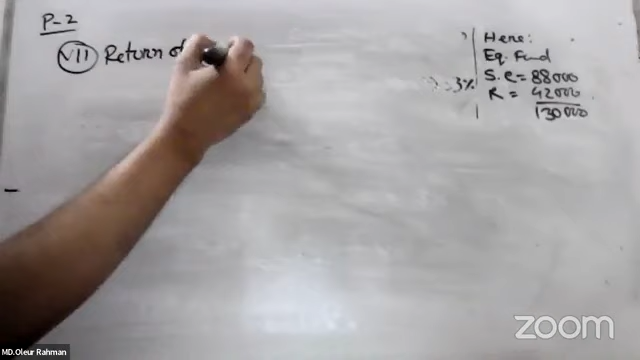 P-2
VII Return of
Here:
Eq. Fund
S.C = 88000
R = 42000
130000
3%
MD.Oleur Rahman
zoom